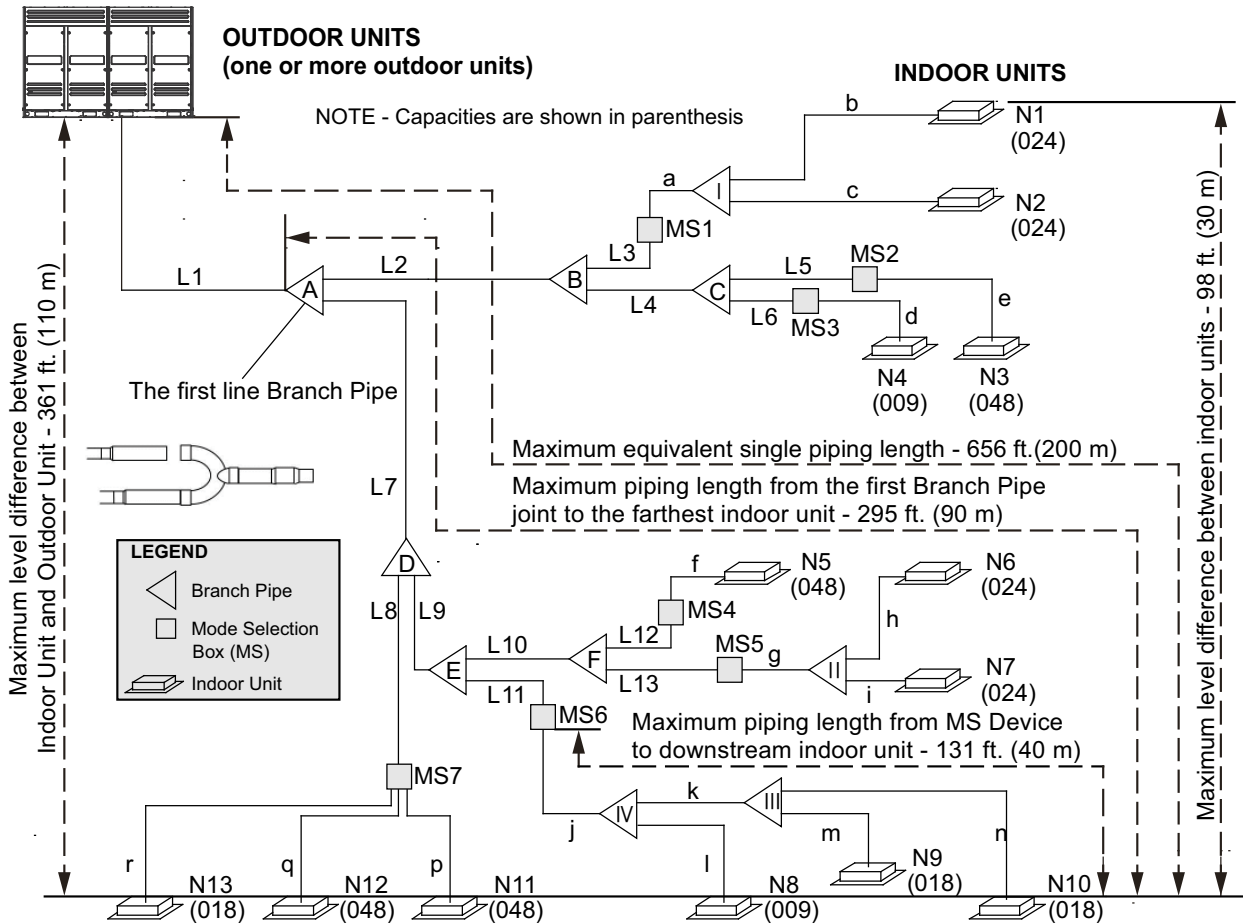 OUTDOOR UNITS
(one or more outdoor units)
INDOOR UNITS
NOTE - Capacities are shown in parenthesis
b
N1
(024)
a
I
c
N2
(024)
MS1
L3
L1
A
L2
B
L4
C
L5
MS2
L6
MS3
d
e
N4
(009)
N3
(048)
The first line Branch Pipe
Maximum level difference between
Indoor Unit and Outdoor Unit - 361 ft. (110 m)
Maximum level difference between indoor units - 98 ft. (30 m)
Maximum equivalent single piping length - 656 ft.(200 m)
Maximum piping length from the first Branch Pipe
joint to the farthest indoor unit - 295 ft. (90 m)
L7
LEGEND
Branch Pipe
Mode Selection
Box (MS)
Indoor Unit
D
L8
L9
f
N5
(048)
N6
(024)
MS4
h
L10
L12
F
MS5
g
E
L13
II
i
N7
(024)
L11
MS6
Maximum piping length from MS Device
to downstream indoor unit - 131 ft. (40 m)
MS7
k
III
IV
j
m
n
l
N9
(018)
r
q
p
N13
(018)
N12
(048)
N11
(048)
N8
(009)
N10
(018)